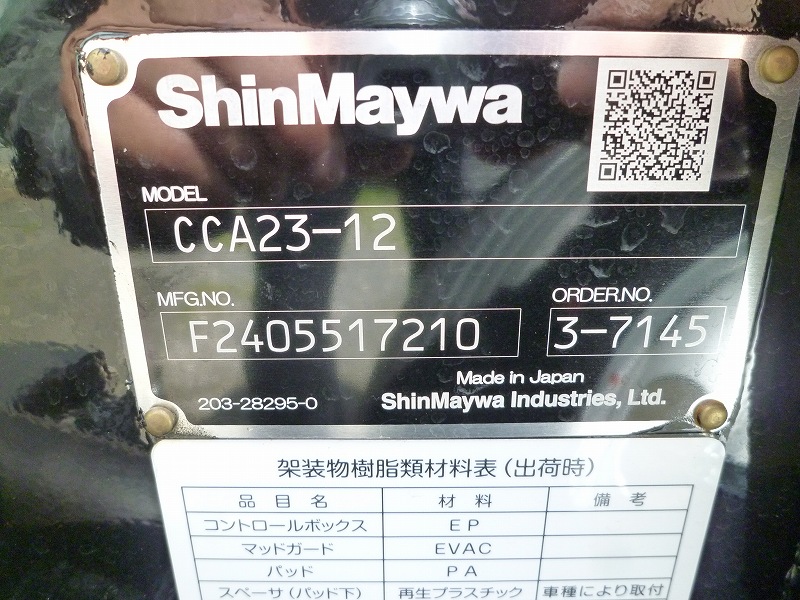 ShinMaywa
MODEL
CCA23-12
MFG.NO. ORDER.NO.
F2405517210 3-7145
Made in Japan
203-28295-0 ShinMaywa Industries, Ltd.
架装物樹脂類材料表(出荷時)
品目名 材料 備考
コントロールボックス EP
マッドガード EVAC
パッド PA
スペーサ(パッド下) 再生プラスチック 車種により取付